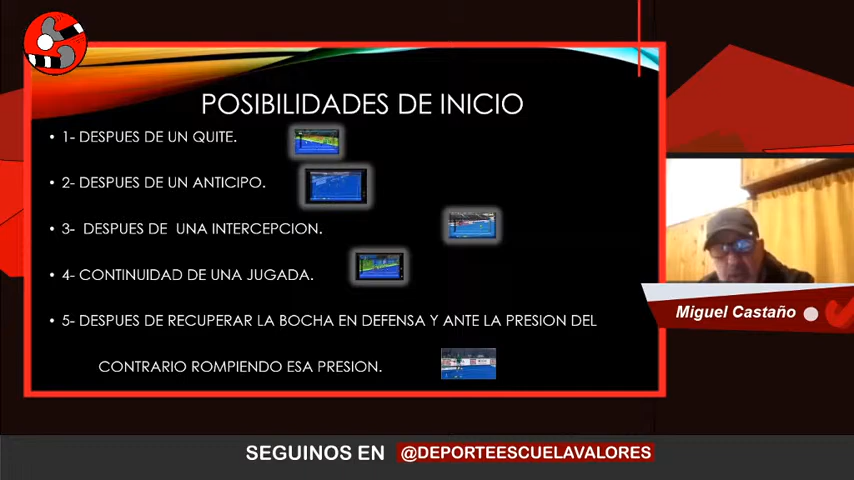 POSIBILIDADES DE INICIO
• 1- DESPUES DE UN QUITE.
• 2- DESPUES DE UN ANTICIPO.
• 3- DESPUES DE UNA INTERCEPCION.
• 4- CONTINUIDAD DE UNA JUGADA.
• 5- DESPUES DE RECUPERAR LA BOCHA EN DEFENSA Y ANTE LA PRESION DEL
CONTRARIO ROMPIENDO ESA PRESION.
Miguel Castaño
SEGUINOS EN @DEPORTEESCUELAVALORES